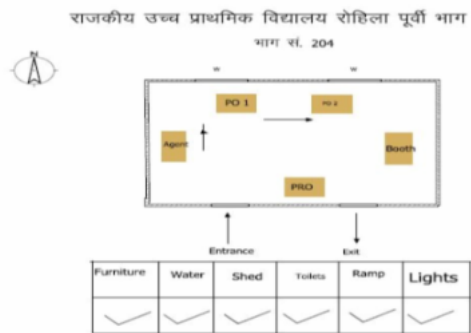 राजकीय उच्च प्राथमिक विद्यालय रोहिला पूर्वी भाग
भाग सं. 204
N
W W
PO 1 PO 2
Agent Booth
PRO
Entrance Exit
Furniture Water Shed Toilets Ramp Lights